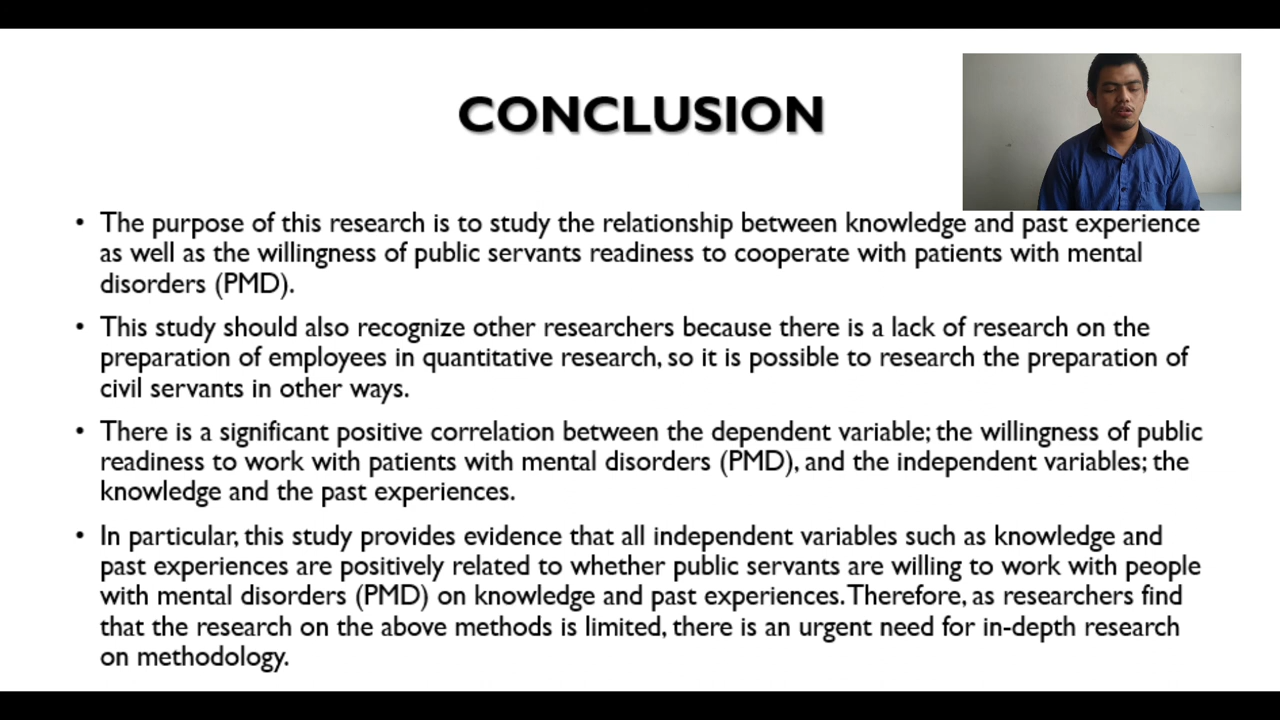 CONCLUSION
• The purpose of this research is to study the relationship between knowledge and past experience
as well as the willingness of public servants readiness to cooperate with patients with mental
disorders (PMD).
• This study should also recognize other researchers because there is a lack of research on the
preparation of employees in quantitative research, so it is possible to research the preparation of
civil servants in other ways.
• There is a significant positive correlation between the dependent variable; the willingness of public
readiness to work with patients with mental disorders (PMD), and the independent variables; the
knowledge and the past experiences.
• In particular, this study provides evidence that all independent variables such as knowledge and
past experiences are positively related to whether public servants are willing to work with people
with mental disorders (PMD) on knowledge and past experiences. Therefore, as researchers find
that the research on the above methods is limited, there is an urgent need for in-depth research
on methodology.